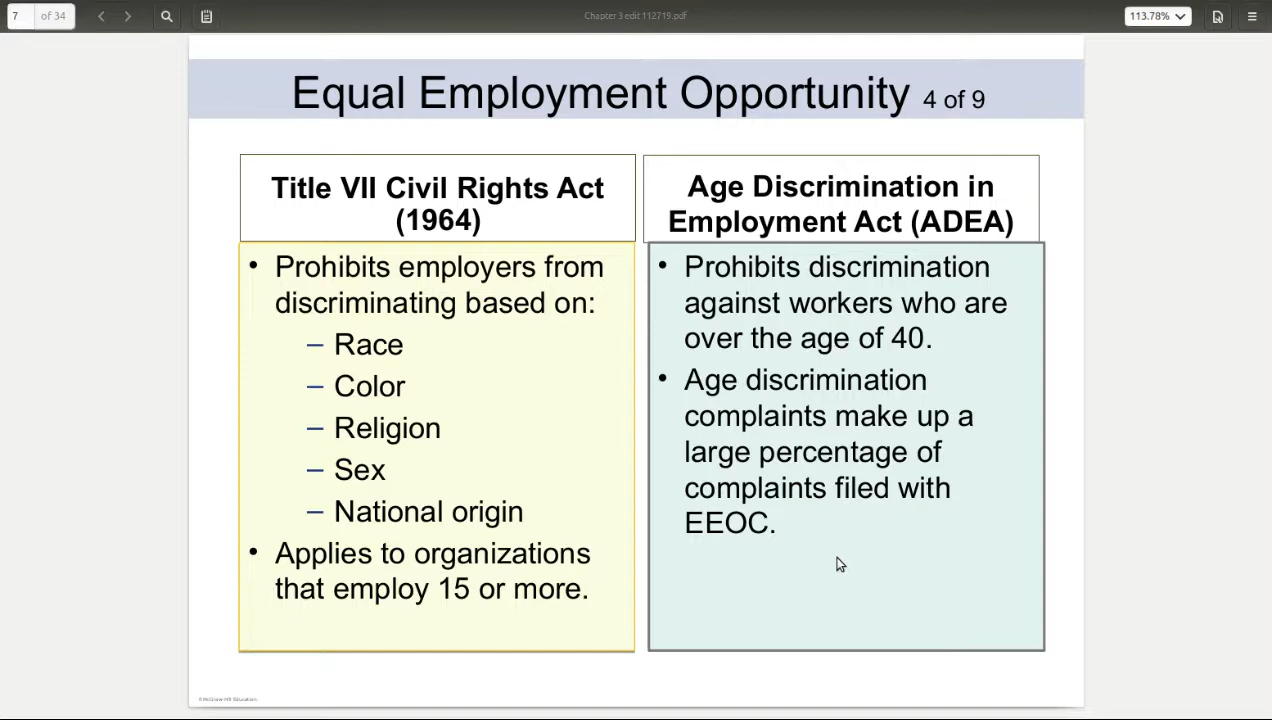 7 of 34
Chapter 3 edit 112719.pdf
113.78%
Equal Employment Opportunity 4 of 9
Title VII Civil Rights Act
(1964)
• Prohibits employers from
discriminating based on:
– Race
– Color
– Religion
– Sex
– National origin
• Applies to organizations
that employ 15 or more.
Age Discrimination in
Employment Act (ADEA)
• Prohibits discrimination
against workers who are
over the age of 40.
• Age discrimination
complaints make up a
large percentage of
complaints filed with
EEOC.
©McGraw-Hill Education.